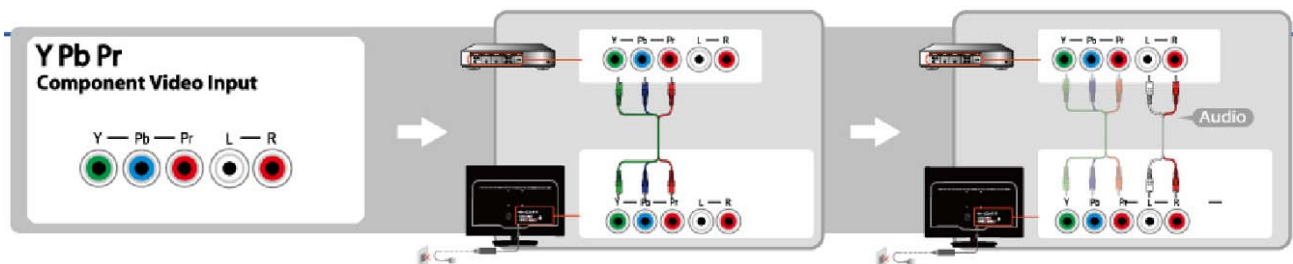 Y Pb Pr
Component Video Input
Y — Pb — Pr L — R
Y — Pb — Pr L — R
Y — Pb — Pr L — R
Y — Pb — Pr L — R
Audio
Y Pb Pr — L — R —